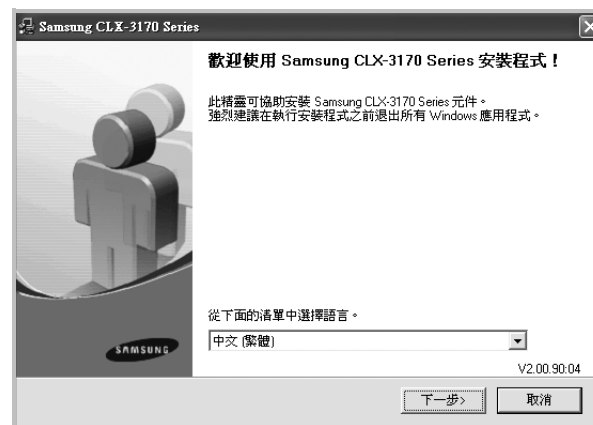 Samsung CLX-3170 Series
歡迎使用 Samsung CLX-3170 Series 安裝程式！
此精靈可協助安裝 Samsung CLX-3170 Series 元件。
強烈建議在執行安裝程式之前退出所有 Windows 應用程式。
從下面的清單中選擇語言。
中文 (繁體)
SAMSUNG
V2.00.90:04
下一步>
取消